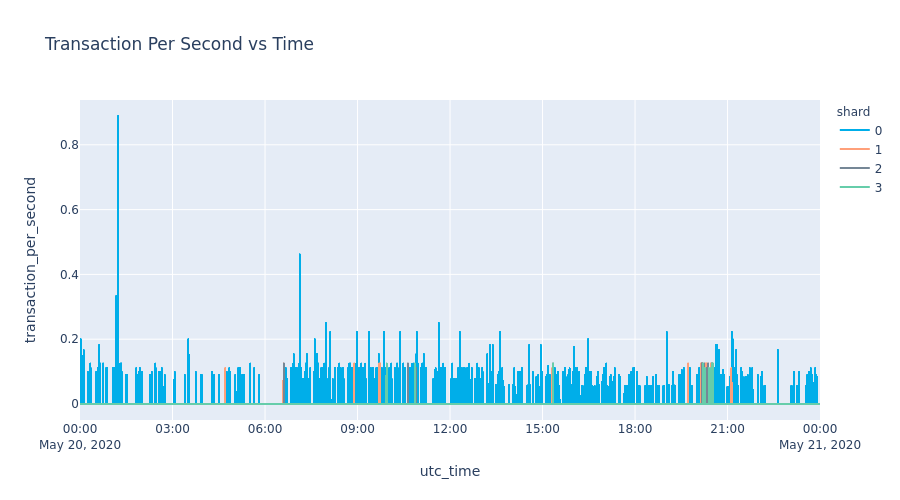 Transaction Per Second vs Time
shard
0
1
2
3
transaction_per_second
0.8
0.6
0.4
0.2
0
00:00 03:00 06:00 09:00 12:00 15:00 18:00 21:00 00:00
May 20, 2020 May 21, 2020
utc_time